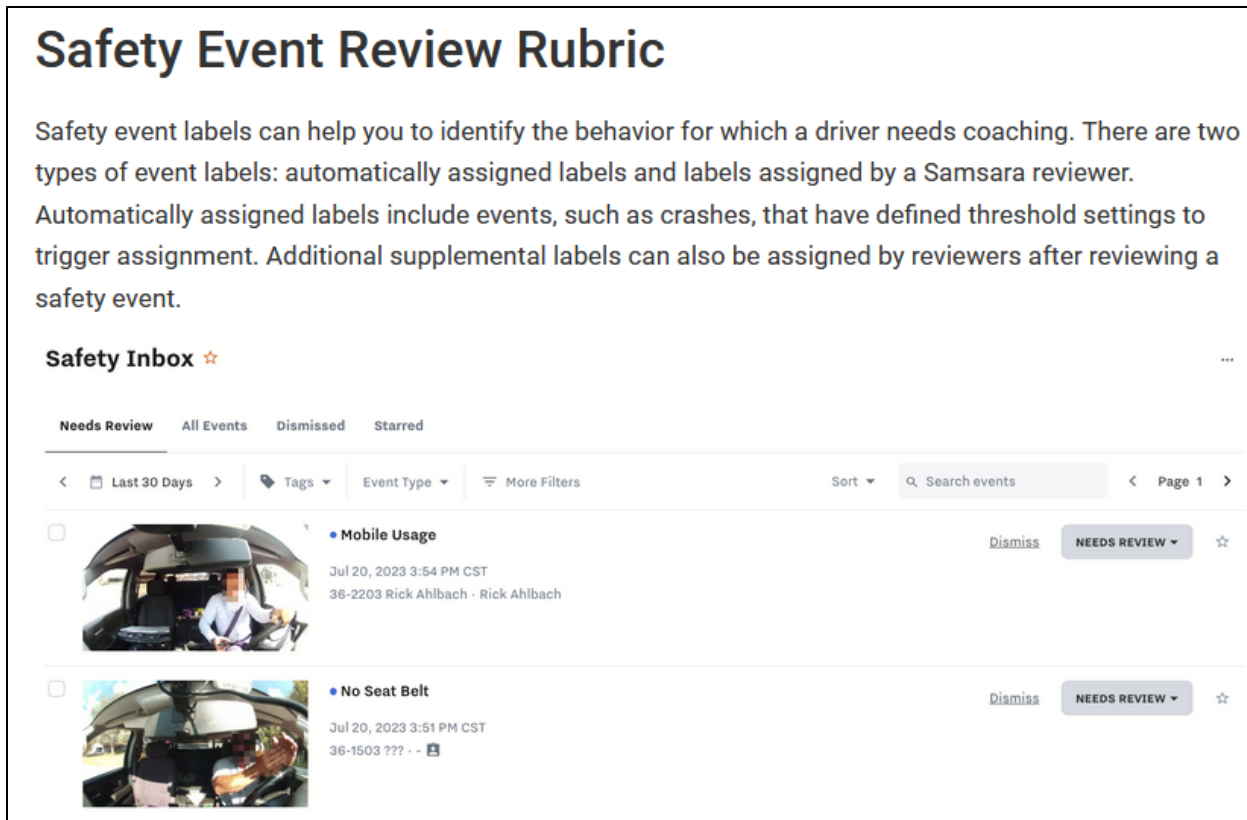 Safety Event Review Rubric
Safety event labels can help you to identify the behavior for which a driver needs coaching. There are two
types of event labels: automatically assigned labels and labels assigned by a Samsara reviewer.
Automatically assigned labels include events, such as crashes, that have defined threshold settings to
trigger assignment. Additional supplemental labels can also be assigned by reviewers after reviewing a
safety event.
Safety Inbox
Needs Review All Events Dismissed Starred
Last 30 Days Tags Event Type More Filters Sort Search events Page 1
Mobile Usage
Dismiss NEEDS REVIEW
Jul 20, 2023 3:54 PM CST
36-2203 Rick Ahlbach · Rick Ahlbach
No Seat Belt
Dismiss NEEDS REVIEW
Jul 20, 2023 3:51 PM CST
36-1503 ??? · -